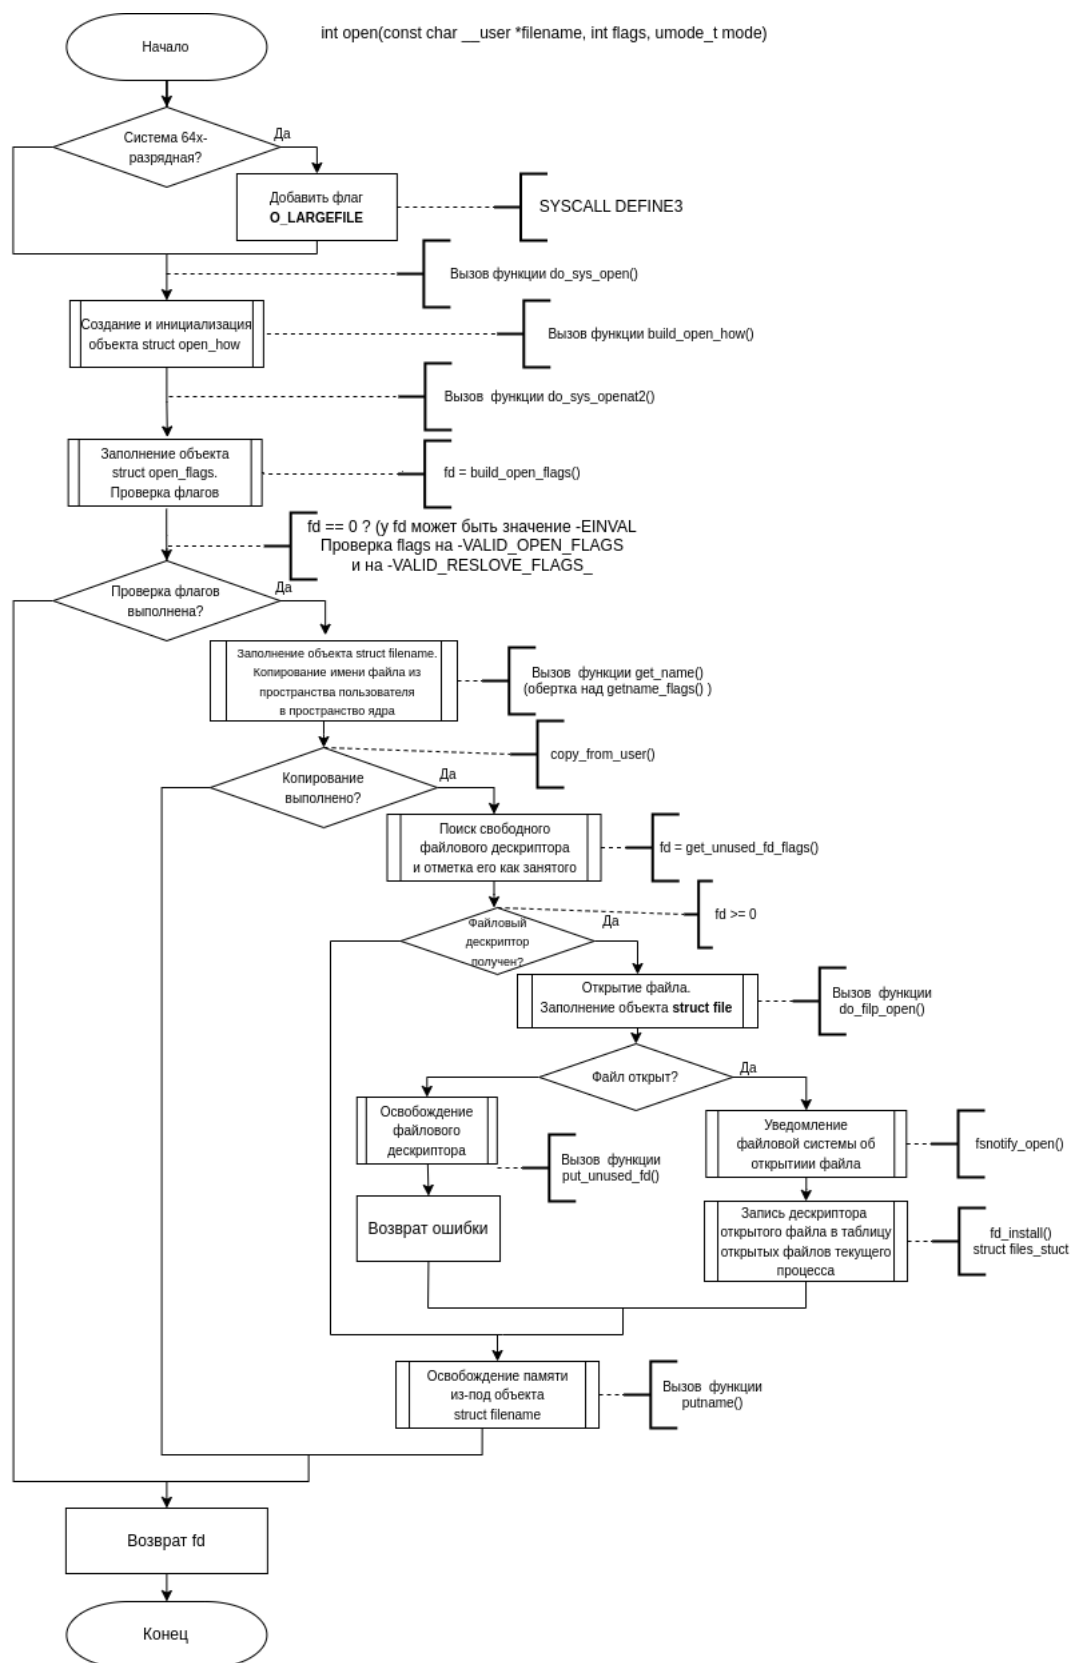 int open(const char __user *filename, int flags, umode_t mode)
Начало
Система 64х-
разрядная?
Да
Добавить флаг
O_LARGEFILE
SYSCALL DEFINE3
Вызов функции do_sys_open()
Создание и инициализация
объекта struct open_how
Вызов функции build_open_how()
Вызов функции do_sys_openat2()
Заполнение объекта
struct open_flags.
Проверка флагов
fd = build_open_flags()
fd == 0 ? (у fd может быть значение -EINVAL
Проверка flags на -VALID_OPEN_FLAGS
и на -VALID_RESLOVE_FLAGS_
Проверка флагов
выполнена?
Да
Заполнение объекта struct filename.
Копирование имени файла из
пространства пользователя
в пространство ядра
Вызов функции get_name()
(обертка над getname_flags() )
copy_from_user()
Копирование
выполнено?
Да
Поиск свободного
файлового дескриптора
и отметка его как занятого
fd = get_unused_fd_flags()
fd >= 0
Файловый
дескриптор
получен?
Да
Открытие файла.
Заполнение объекта struct file
Вызов функции
do_filp_open()
Файл открыт?
Да
Освобождение
файлового
дескриптора
Вызов функции
put_unused_fd()
Возврат ошибки
Уведомление
файловой системы об
открытиии файла
fsnotify_open()
Запись дескриптора
открытого файла в таблицу
открытых файлов текущего
процесса
fd_install()
struct files_stuct
Освобождение памяти
из-под объекта
struct filename
Вызов функции
putname()
Возврат fd
Конец